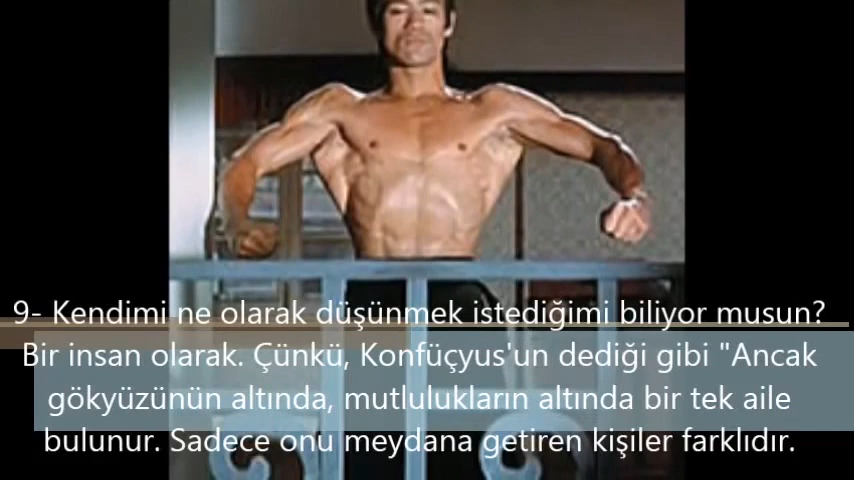 9- Kendimi ne olarak düşünmek istediğimi biliyor musun?
Bir insan olarak. Çünkü, Konfüçyus'un dediği gibi "Ancak
gökyüzünün altında, mutlulukların altında bir tek aile
bulunur. Sadece onu meydana getiren kişiler farklıdır.